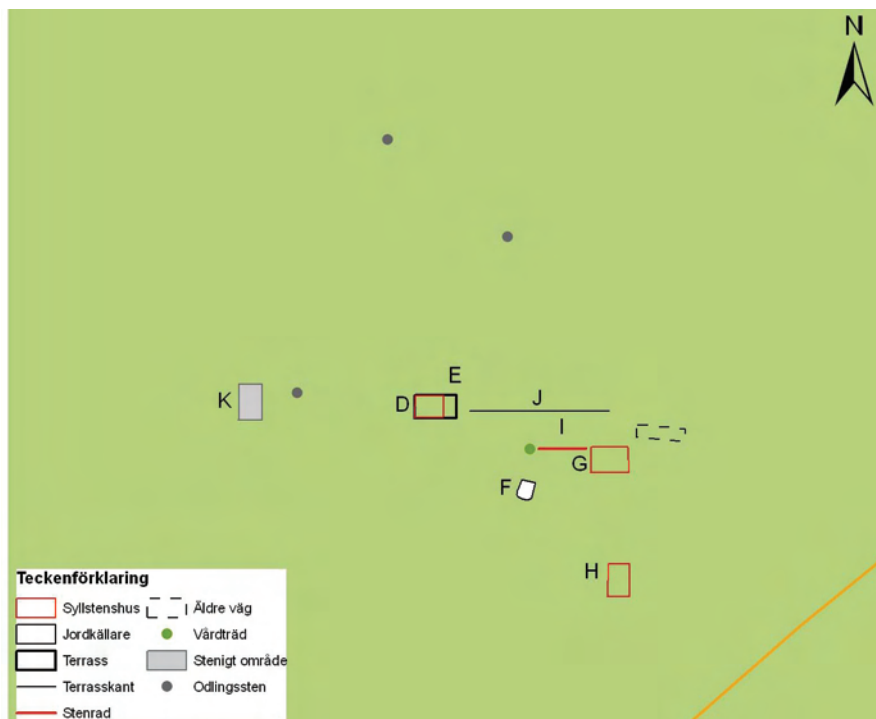 N
E
K
D
J
I
G
F
H
Teckenförklaring
Syllstenshus
Äldre väg
Jordkällare
Vårdträd
Terrass
Stenigt område
Terrasskant
Odlingssten
Stenrad